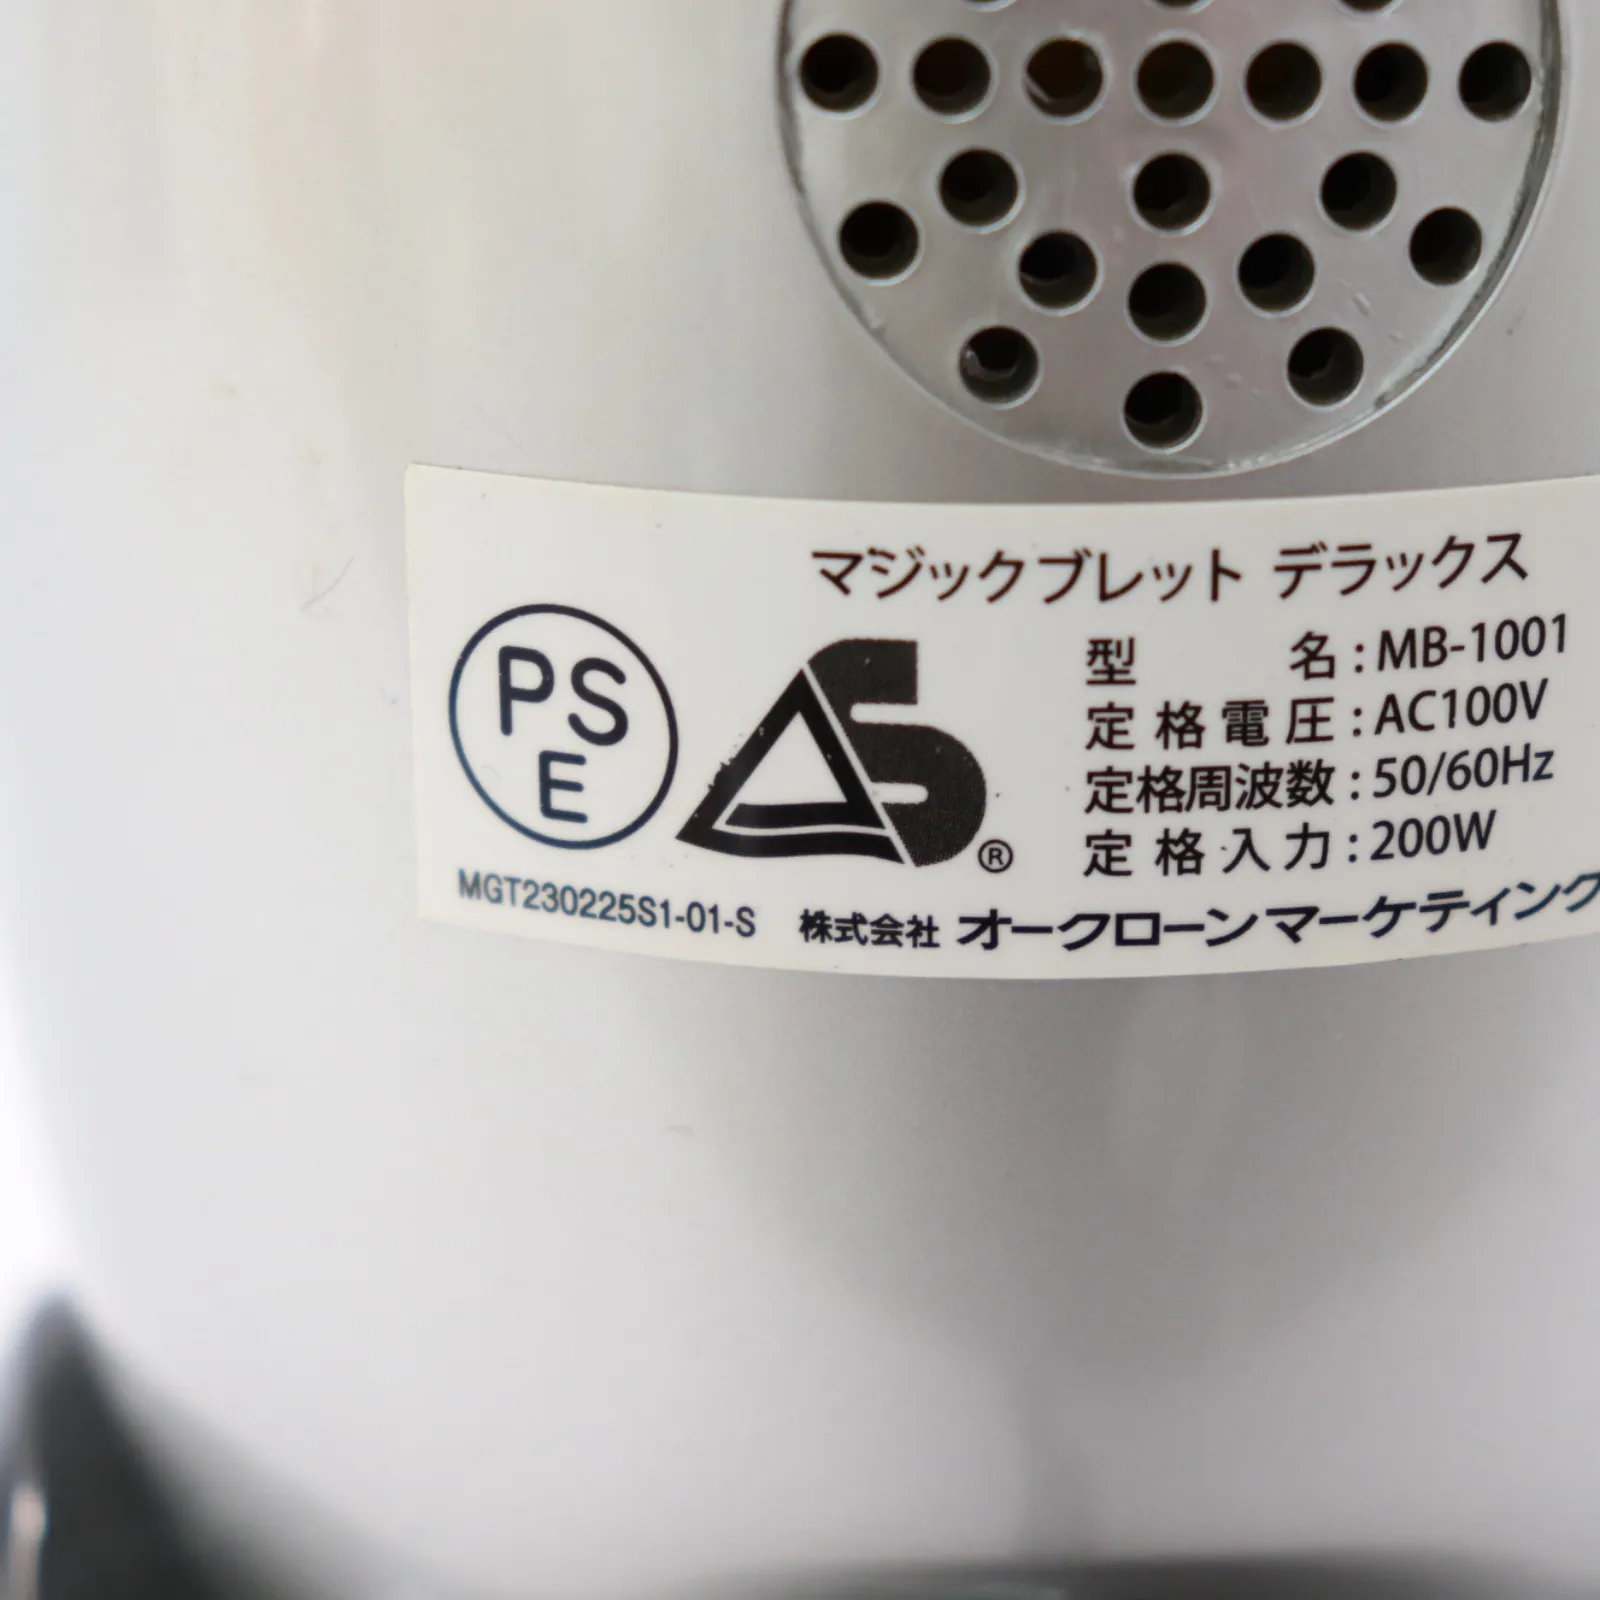 マジックブレット デラックス
PS
E
S
®
型 名:MB-1001
定格電圧:AC100V
定格周波数:50/60Hz
定格入力:200W
MGT230225S1-01-S 株式会社 オークローンマーケティング